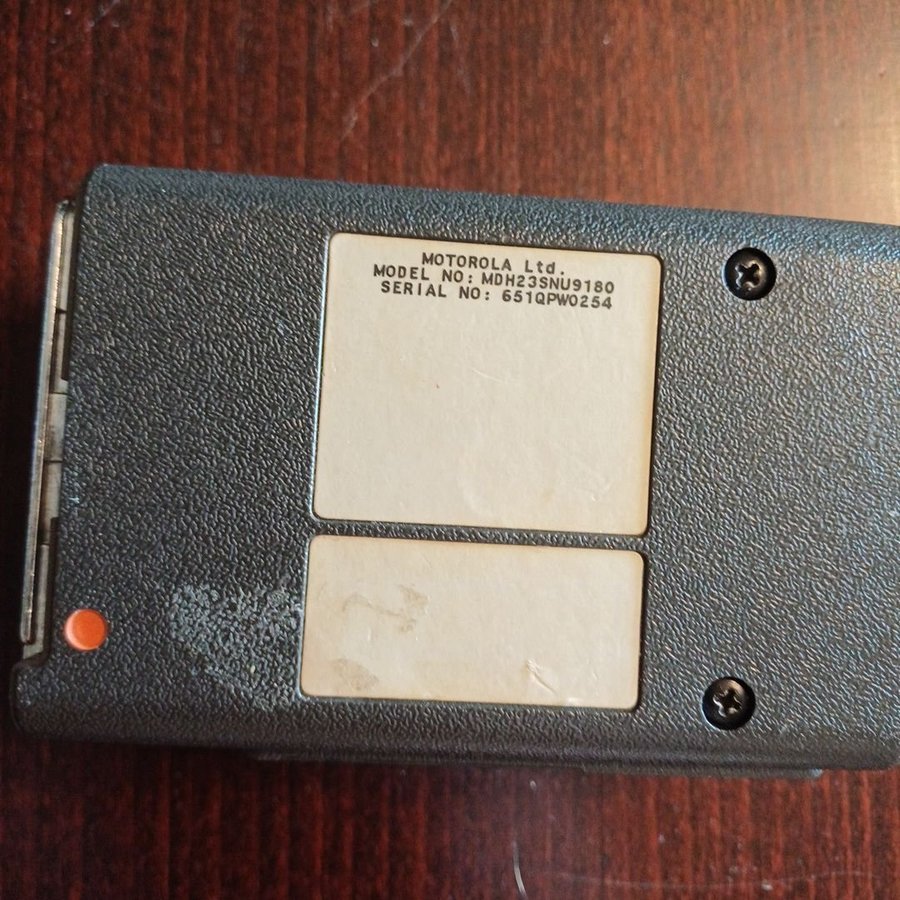 MOTOROLA Ltd.
MODEL NO: MDH23SNU9180
SERIAL NO: 651QPW0254